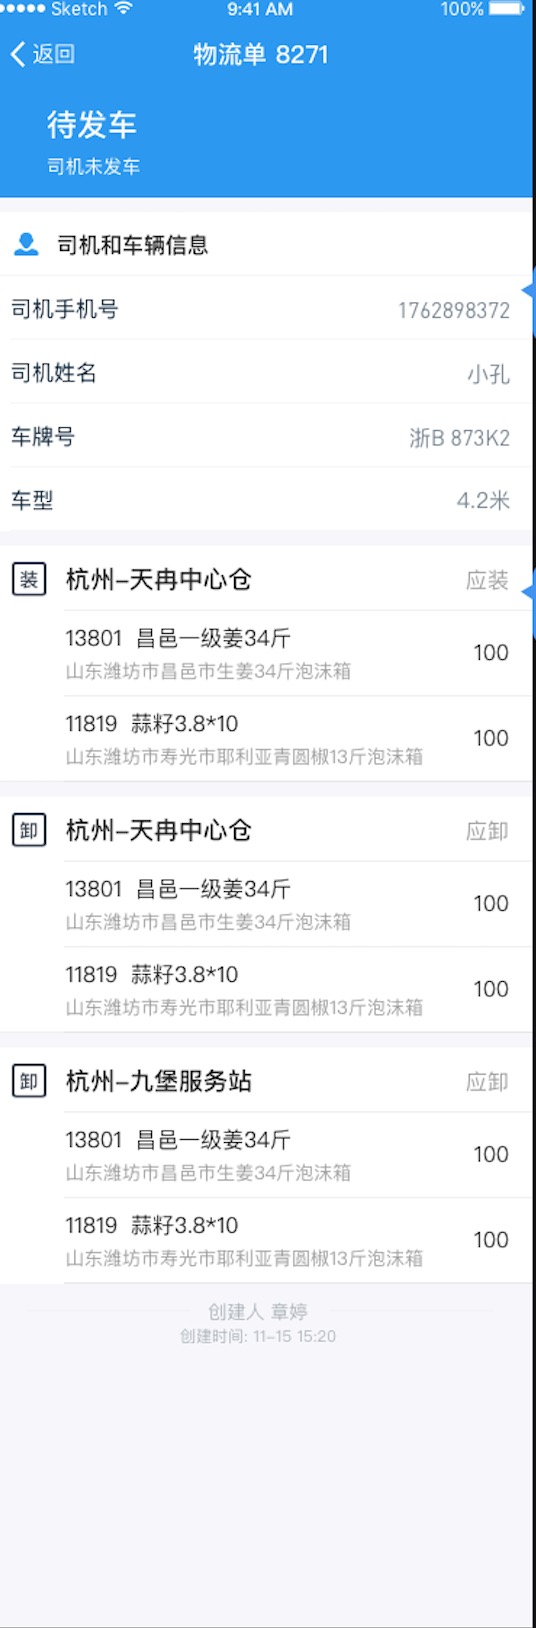 Sketch 9:41 AM 100%
返回 物流单 8271
待发车
司机未发车
司机和车辆信息
司机手机号 1762898372
司机姓名 小孔
车牌号 浙B 873K2
车型 4.2米
装 杭州-天冉中心仓 应装
13801 昌邑一级姜34斤 100
山东潍坊市昌邑市生姜34斤泡沫箱
11819 蒜籽3.8*10 100
山东潍坊市寿光市耶利亚青圆椒13斤泡沫箱
卸 杭州-天冉中心仓 应卸
13801 昌邑一级姜34斤 100
山东潍坊市昌邑市生姜34斤泡沫箱
11819 蒜籽3.8*10 100
山东潍坊市寿光市耶利亚青圆椒13斤泡沫箱
卸 杭州-九堡服务站 应卸
13801 昌邑一级姜34斤 100
山东潍坊市昌邑市生姜34斤泡沫箱
11819 蒜籽3.8*10 100
山东潍坊市寿光市耶利亚青圆椒13斤泡沫箱
创建人 章婷
创建时间: 11-15 15:20